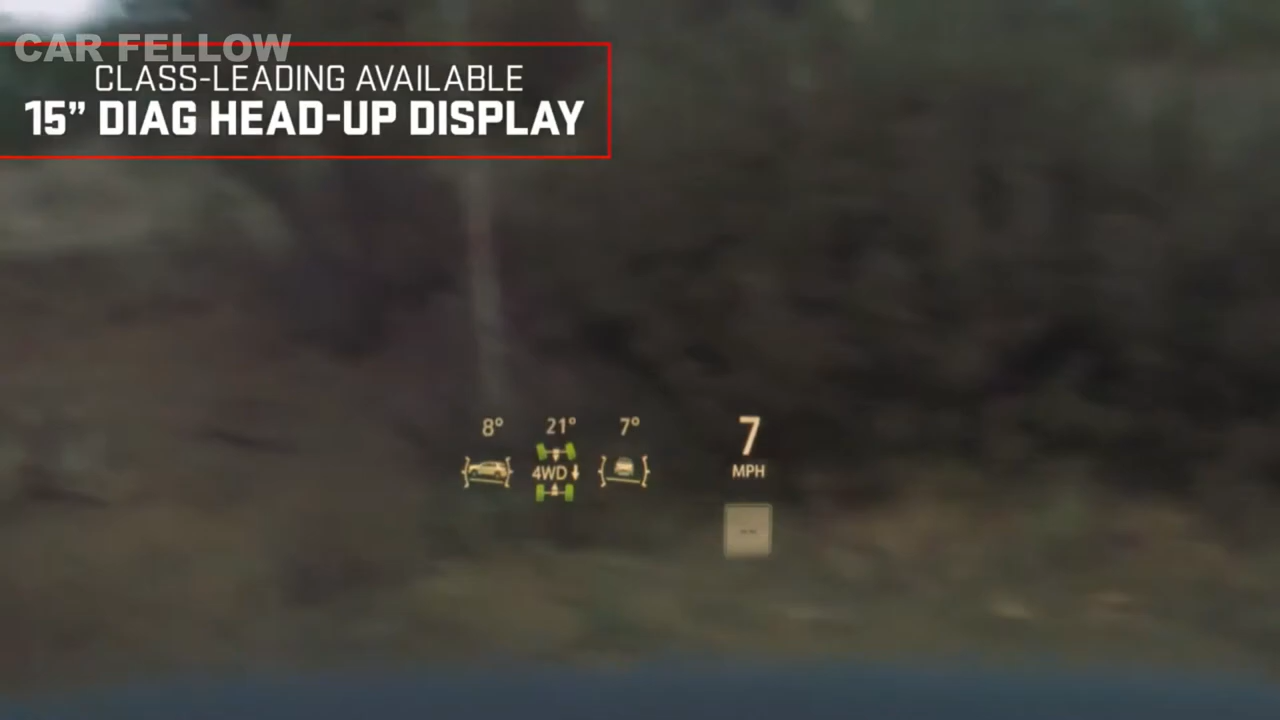 CAR FELLOW
CLASS-LEADING AVAILABLE
15” DIAG HEAD-UP DISPLAY
8° 21° 7° 7
4WD MPH